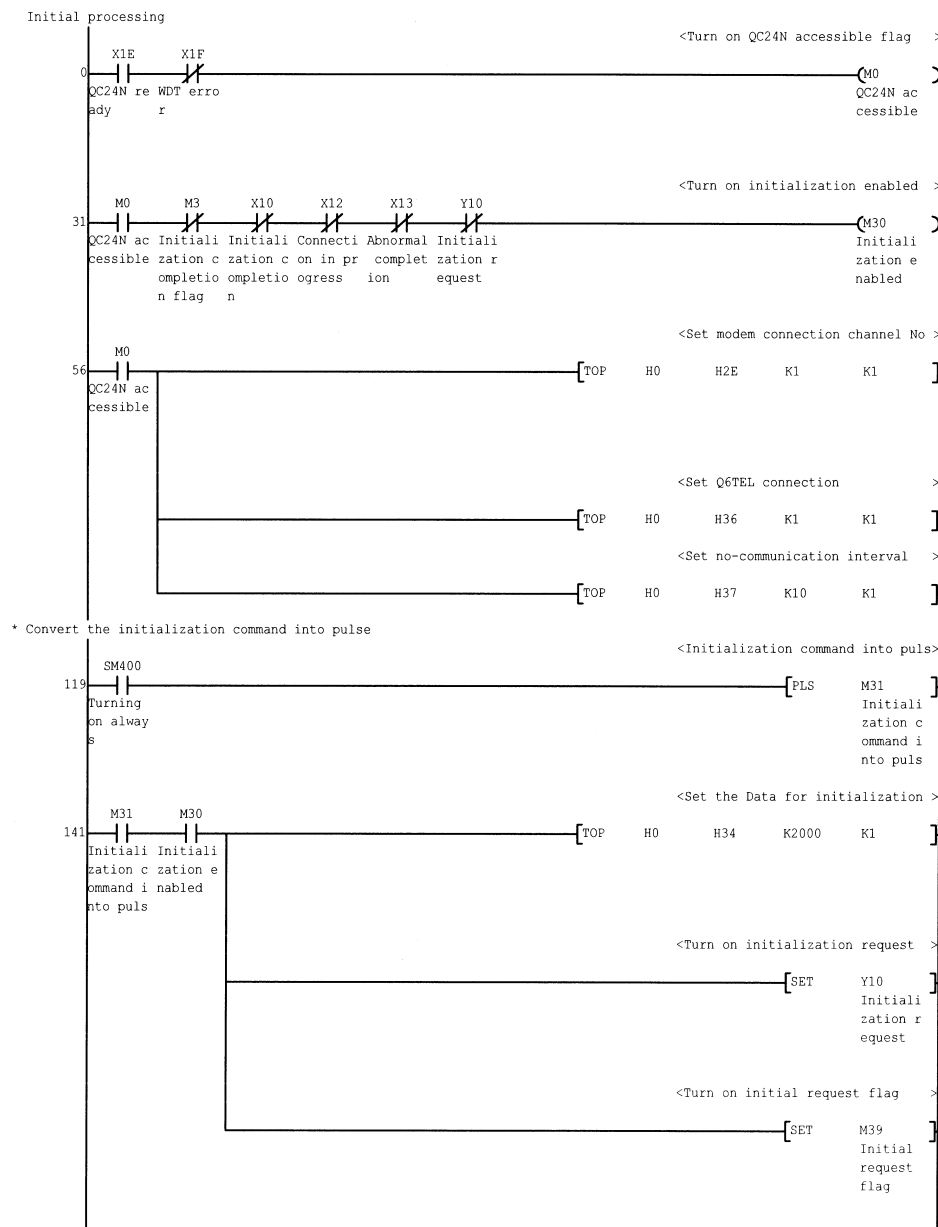 Initial processing
<Turn on QC24N accessible flag >
X1E X1F
0 M0
QC24N re WDT erro QC24N ac
ady r cessible
<Turn on initialization enabled >
M0 M3 X10 X12 X13 Y10
31 M30
QC24N ac Initiali Initiali Connecti Abnormal Initiali Initiali
cessible zation c zation c on in pr complet zation r zation e
ompletio ompletio ogress ion equest nabled
n flag n
<Set modem connection channel No >
M0
56 TOP H0 H2E K1 K1
QC24N ac
cessible
<Set Q6TEL connection >
TOP H0 H36 K1 K1
<Set no-communication interval >
TOP H0 H37 K10 K1
* Convert the initialization command into pulse
<Initialization command into puls>
SM400
119 PLS M31
Turning Initiali
on alway zation c
s ommand i
nto puls
<Set the Data for initialization >
M31 M30
141 TOP H0 H34 K2000 K1
Initiali Initiali
zation c zation e
ommand i nabled
nto puls
<Turn on initialization request >
SET Y10
Initiali
zation r
equest
<Turn on initial request flag >
SET M39
Initial
request
flag